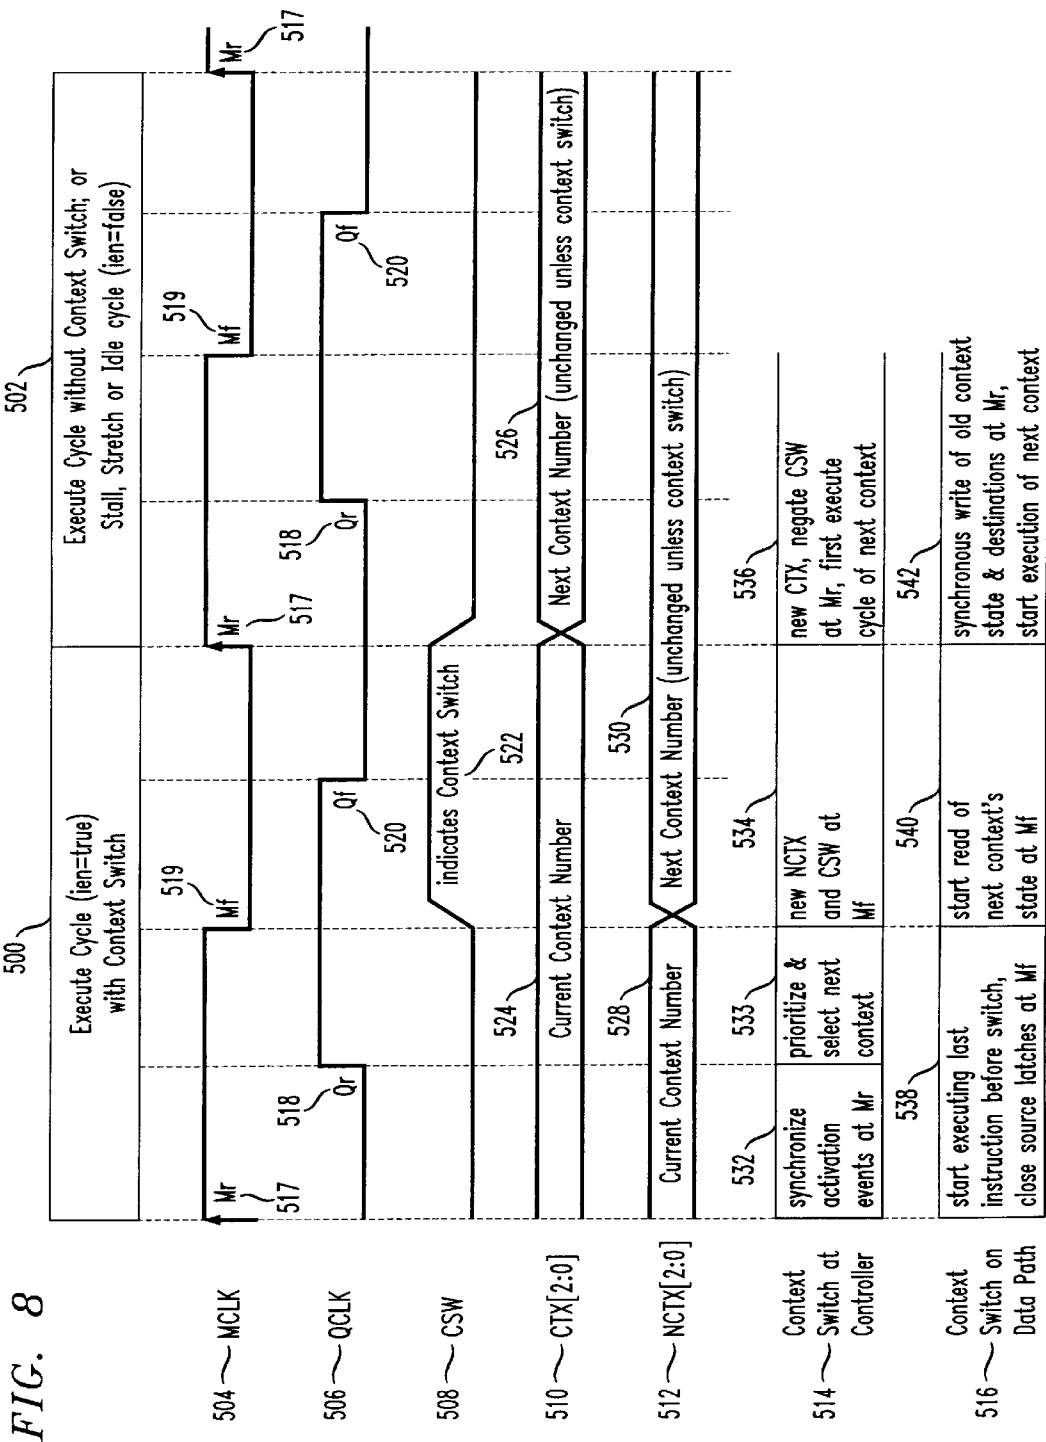 FIG. 8
500
Execute Cycle (ien=true)
with Context Switch
502
Execute Cycle without Context Switch; or
Stall, Stretch or Idle cycle (ien=false)
504 MCLK
Mr
517
519
Mf
Mr
517
519
Mf
Mr
517
506 QCLK
518
Qr
Qf
520
518
Qr
Qf
520
508 CSW
indicates Context Switch
522
510 CTX[2:0]
524
Current Context Number
526
Next Context Number (unchanged unless context switch)
512 NCTX[2:0]
528
Current Context Number
530
Next Context Number (unchanged unless context switch)
514
Context
Switch at
Controller
532
synchronize
activation
events at Mr
533
prioritize &
select next
context
534
new NCTX
and CSW at
Mf
536
new CTX, negate CSW
at Mr, first execute
cycle of next context
516
Context
Switch on
Data Path
538
start executing last
instruction before switch,
close source latches at Mf
540
start read of
next context's
state at Mf
542
synchronous write of old context
state & destinations at Mr,
start execution of next context